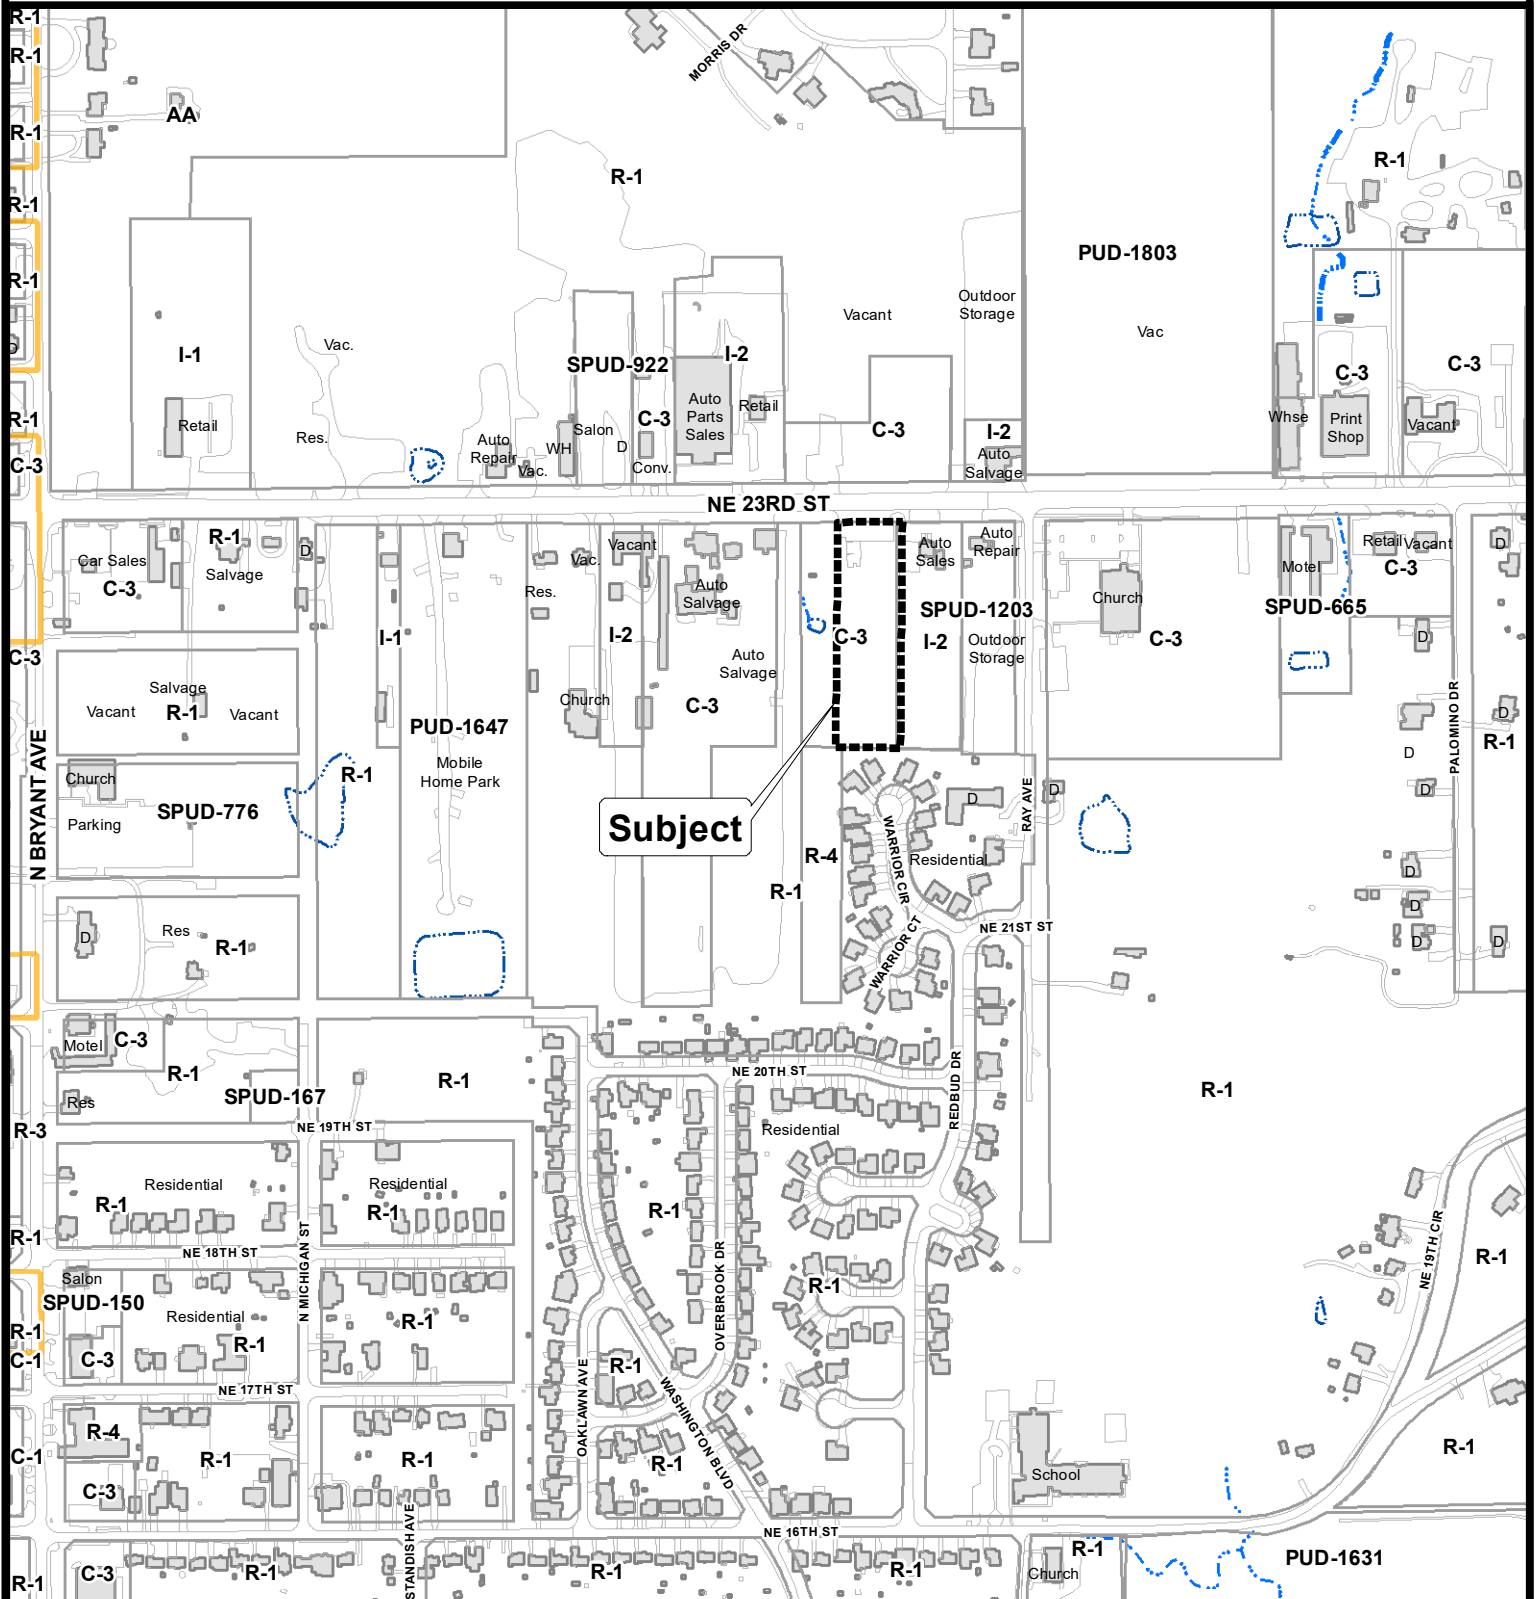 R-1
R-1
MORRIS DR
AA
R-1
R-1
R-1
R-1
PUD-1803
R-1
Outdoor
Storage
Vacant
Vac
I-1
Vac.
SPUD-922
I-2
C-3
C-3
D
R-1
Retail
Res.
Auto
Repair
Vac.
WH
Salon
D
C-3
Conv.
Auto
Parts
Sales
Retail
C-3
I-2
Auto
Salvage
Whse
Print
Shop
Vacant
C-3
NE 23RD ST
R-1
Car Sales
C-3
Salvage
D
Vac.
Vacant
Res.
Auto
Salvage
Auto
Sales
Auto
Repair
Church
Motel
Retail
Vacant
C-3
D
SPUD-1203
SPUD-665
C-3
I-1
I-2
C-3
I-2
Outdoor
Storage
C-3
D
Auto
Salvage
Salvage
Vacant
R-1
Vacant
Church
C-3
PUD-1647
Mobile
Home Park
N BRYANT AVE
PALOMINO DR
D
R-1
D
Church
R-1
SPUD-776
Parking
Subject
D
RAY AVE
D
D
WARRIOR CIR
R-4
Residential
R-1
D
D
D
D
D
Res
R-1
WARRIOR CT
NE 21ST ST
Motel
C-3
R-1
SPUD-167
Res
R-1
NE 20TH ST
REDBUD DR
R-1
R-3
NE 19TH ST
Residential
Residential
R-1
Residential
R-1
R-1
R-1
NE 18TH ST
N MICHIGAN ST
OVERBROOK DR
NE 19TH CIR
R-1
Salon
SPUD-150
Residential
R-1
R-1
R-1
C-1
C-3
R-1
R-1
OAKLAWN AVE
WASHINGTON BLVD
NE 17TH ST
R-4
R-1
R-1
R-1
C-1
C-3
School
R-1
STANDISH AVE
NE 16TH ST
R-1
C-3
R-1
R-1
R-1
Church
R-1
PUD-1631